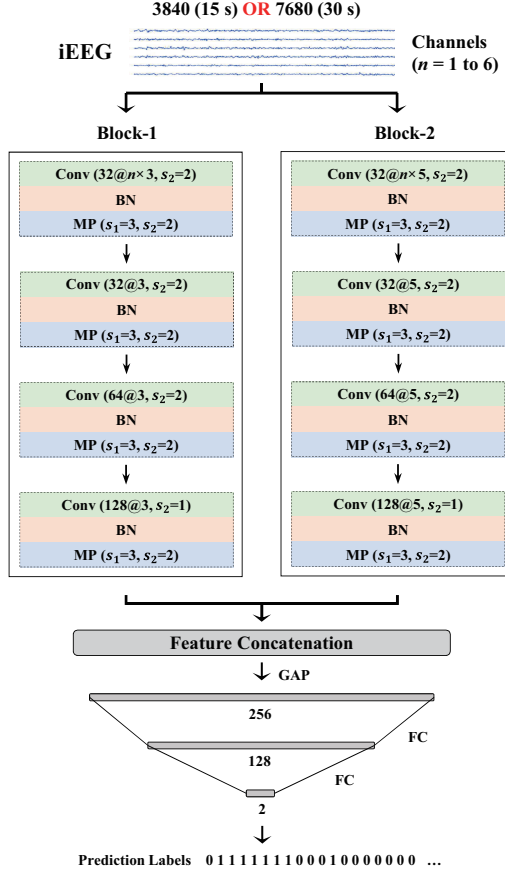 3840 (15 s) OR 7680 (30 s)
iEEG
Channels
(n = 1 to 6)
Block-1
Conv (32@n×3, s₂=2)
BN
MP (s₁=3, s₂=2)
Conv (32@3, s₂=2)
BN
MP (s₁=3, s₂=2)
Conv (64@3, s₂=2)
BN
MP (s₁=3, s₂=2)
Conv (128@3, s₂=1)
BN
MP (s₁=3, s₂=2)
Block-2
Conv (32@n×5, s₂=2)
BN
MP (s₁=3, s₂=2)
Conv (32@5, s₂=2)
BN
MP (s₁=3, s₂=2)
Conv (64@5, s₂=2)
BN
MP (s₁=3, s₂=2)
Conv (128@5, s₂=1)
BN
MP (s₁=3, s₂=2)
Feature Concatenation
GAP
256
FC
128
FC
2
Prediction Labels 0 1 1 1 1 1 1 1 0 0 0 1 0 0 0 0 0 0 0 ...